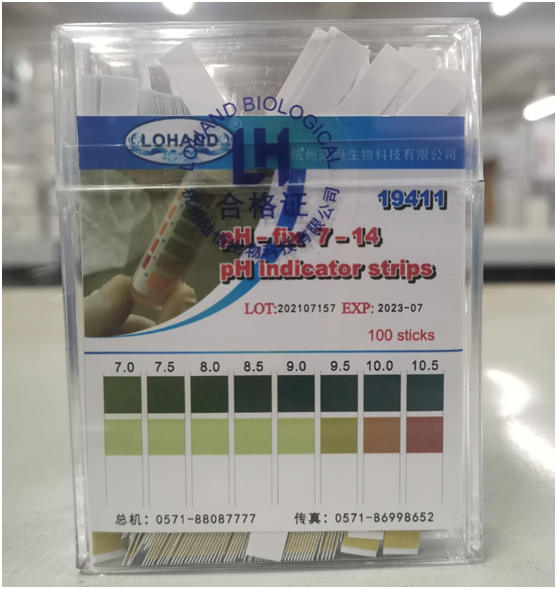 LOHAND BIOLOGICAL
LOHAND
LH
杭州陆恒生物科技有限公司
合格证
19411
pH-fix 7-14
pH indicator strips
LOT:202107157 EXP: 2023-07
100 sticks
7.0 7.5 8.0 8.5 9.0 9.5 10.0 10.5
总机：0571-88087777 传真：0571-86998652